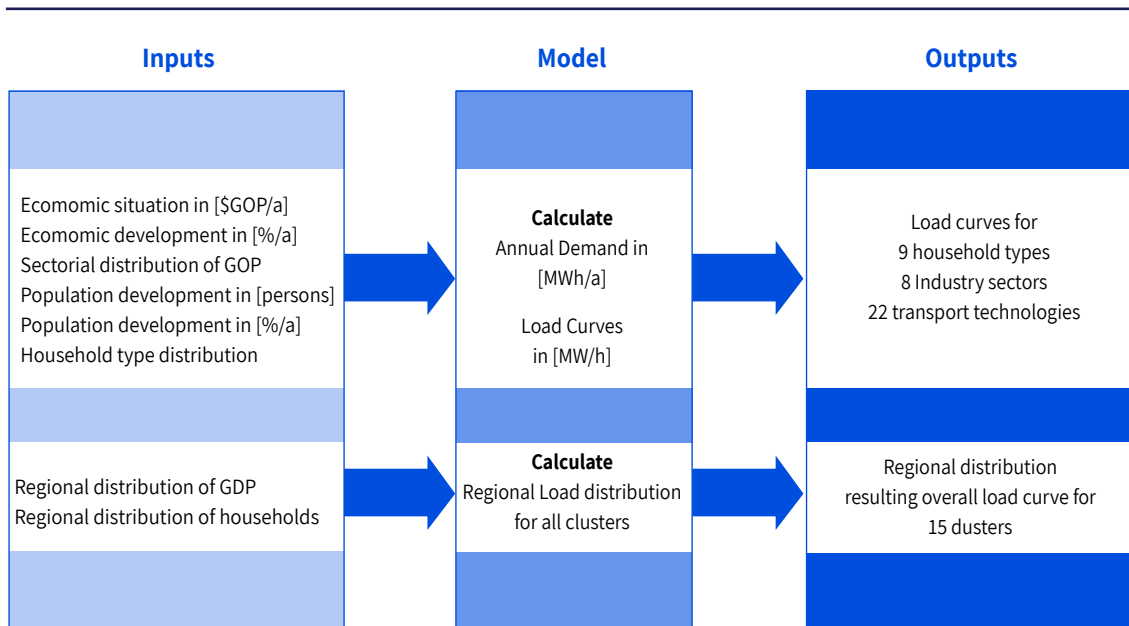 Inputs
Model
Outputs
Ecomomic situation in [$GOP/a]
Ecomomic development in [%/a]
Sectorial distribution of GOP
Population development in [persons]
Population development in [%/a]
Household type distribution
Calculate
Annual Demand in
[MWh/a]
Load Curves
in [MW/h]
Load curves for
9 household types
8 Industry sectors
22 transport technologies
Regional distribution of GDP
Regional distribution of households
Calculate
Regional Load distribution
for all clusters
Regional distribution
resulting overall load curve for
15 dusters